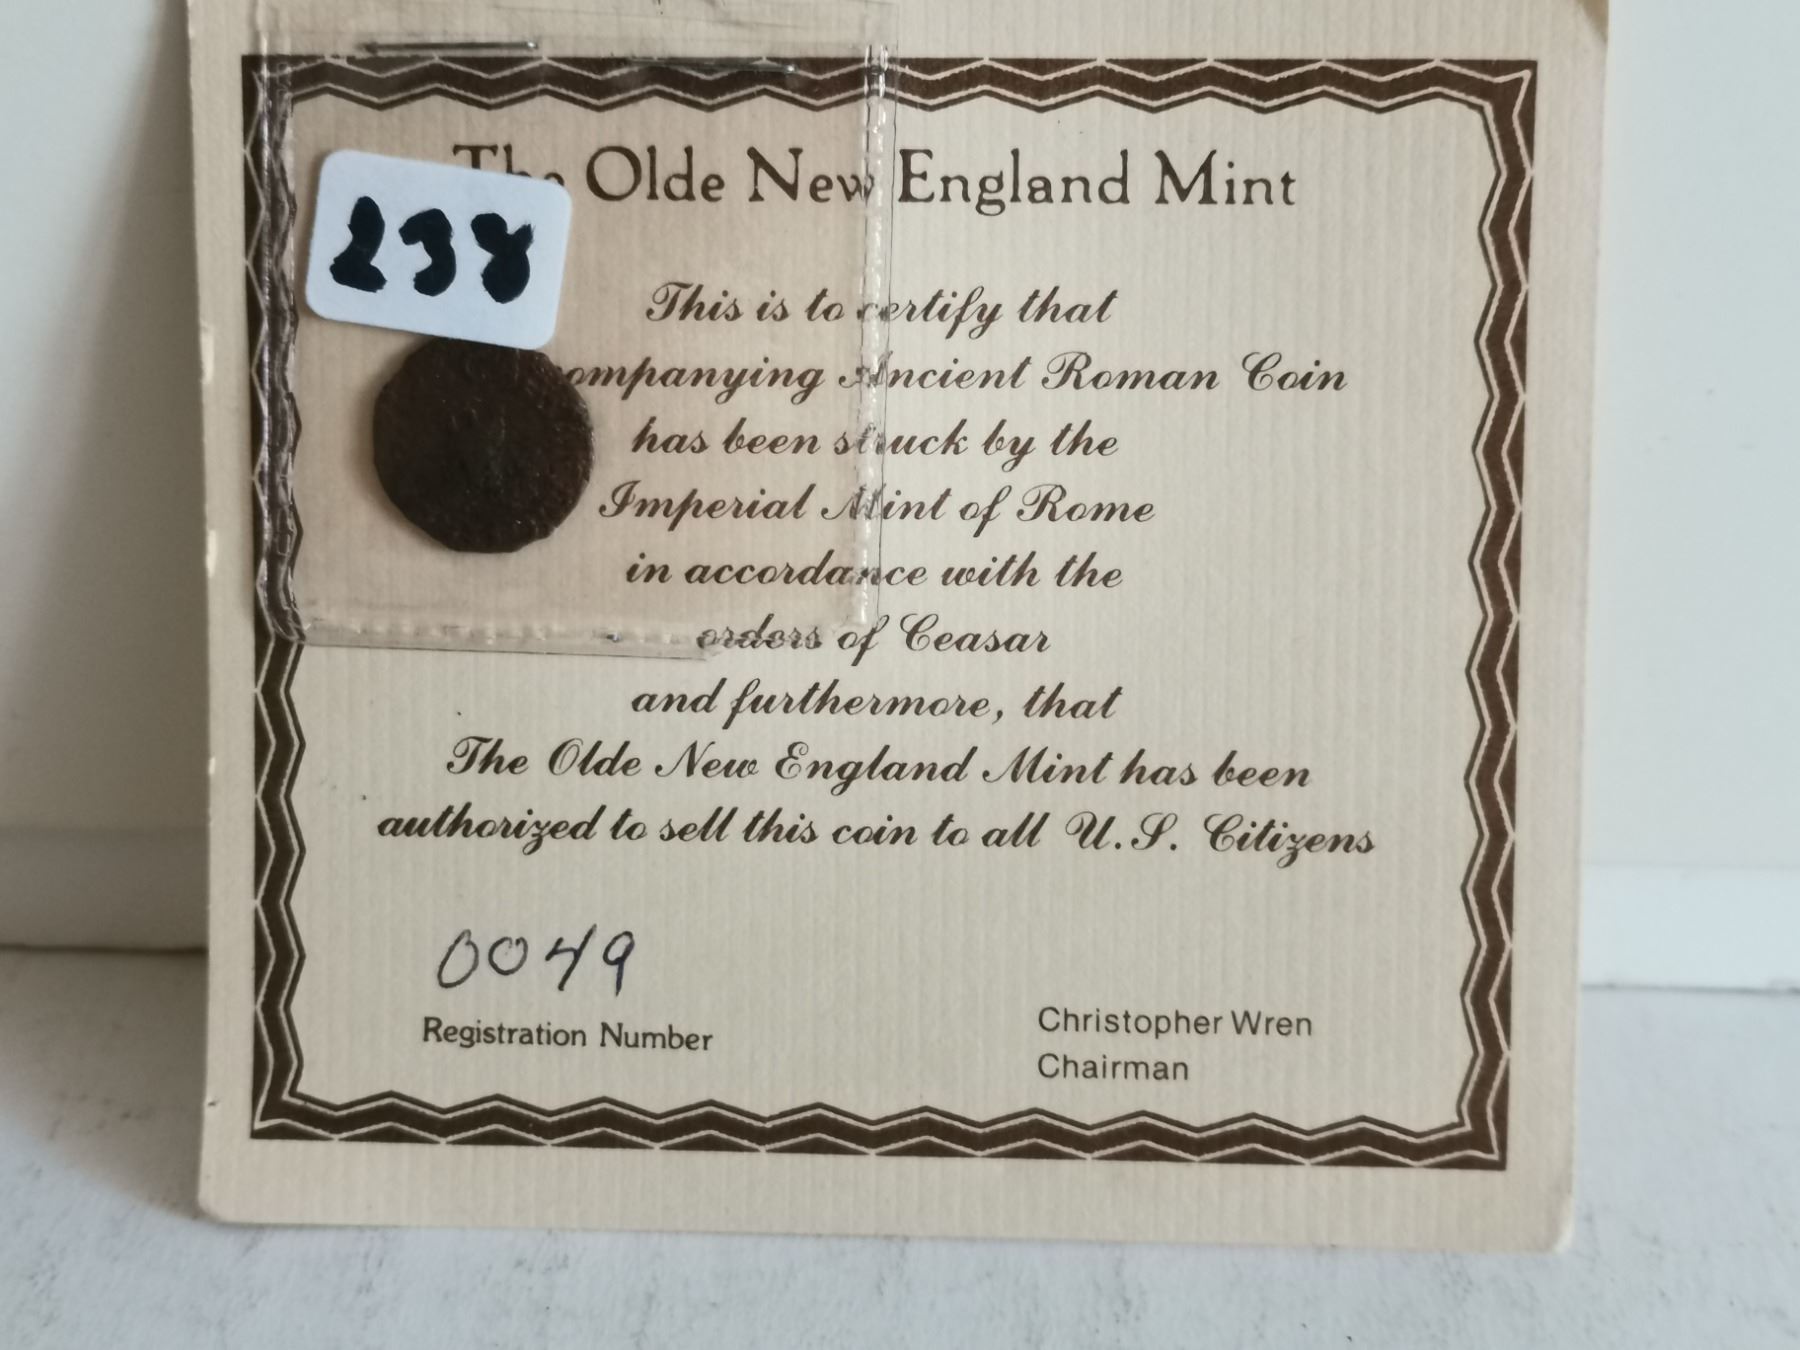 The Olde New England Mint
238
This is to certify that
ompanying Ancient Roman Coin
has been struck by the
Imperial Mint of Rome
in accordance with the
orders of Ceasar
and furthermore, that
The Olde New England Mint has been
authorized to sell this coin to all U.S. Citizens
0049
Registration Number
Christopher Wren
Chairman